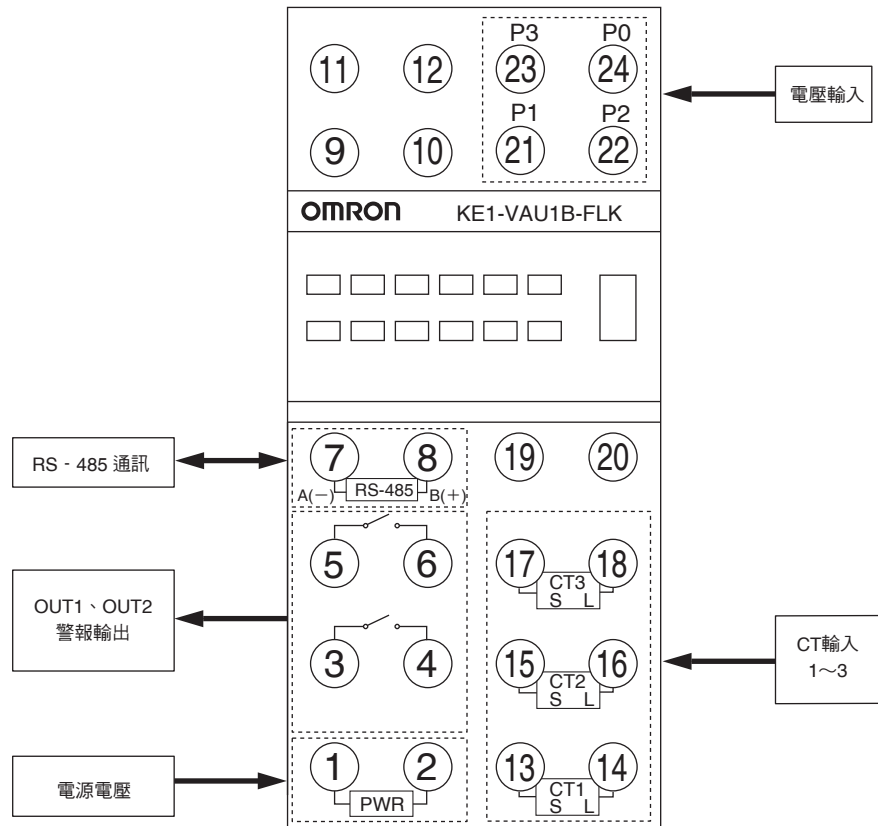 P3 P0
11 12 23 24
電壓輸入
P1 P2
9 10 21 22
OMRON KE1-VAU1B-FLK
RS - 485 通訊
7 8 19 20
A(－) RS-485 B(+)
5 6 17 18
CT3
S L
OUT1、OUT2
警報輸出
3 4 15 16
CT2
S L
CT輸入
1～3
電源電壓
1 2 13 14
PWR
CT1
S L